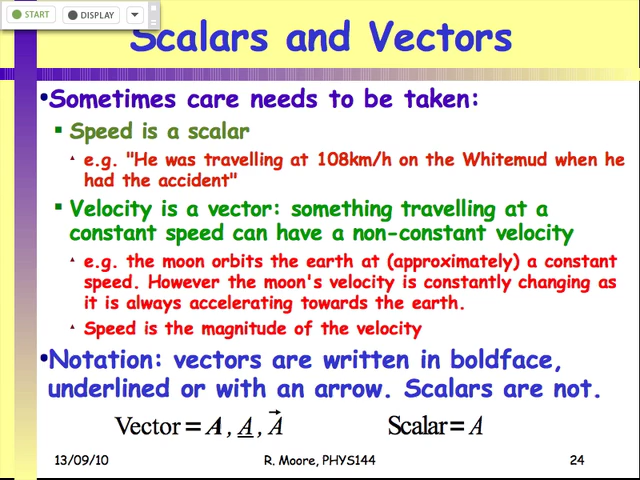 START DISPLAY
Scalars and Vectors
•Sometimes care needs to be taken:
▪ Speed is a scalar
▴ e.g. "He was travelling at 108km/h on the Whitemud when he
had the accident"
▪ Velocity is a vector: something travelling at a
constant speed can have a non-constant velocity
▴ e.g. the moon orbits the earth at (approximately) a constant
speed. However the moon's velocity is constantly changing as
it is always accelerating towards the earth.
▴ Speed is the magnitude of the velocity
•Notation: vectors are written in boldface,
underlined or with an arrow. Scalars are not.
Vector = A , A , A⃗ Scalar = A
13/09/10 R. Moore, PHYS144 24